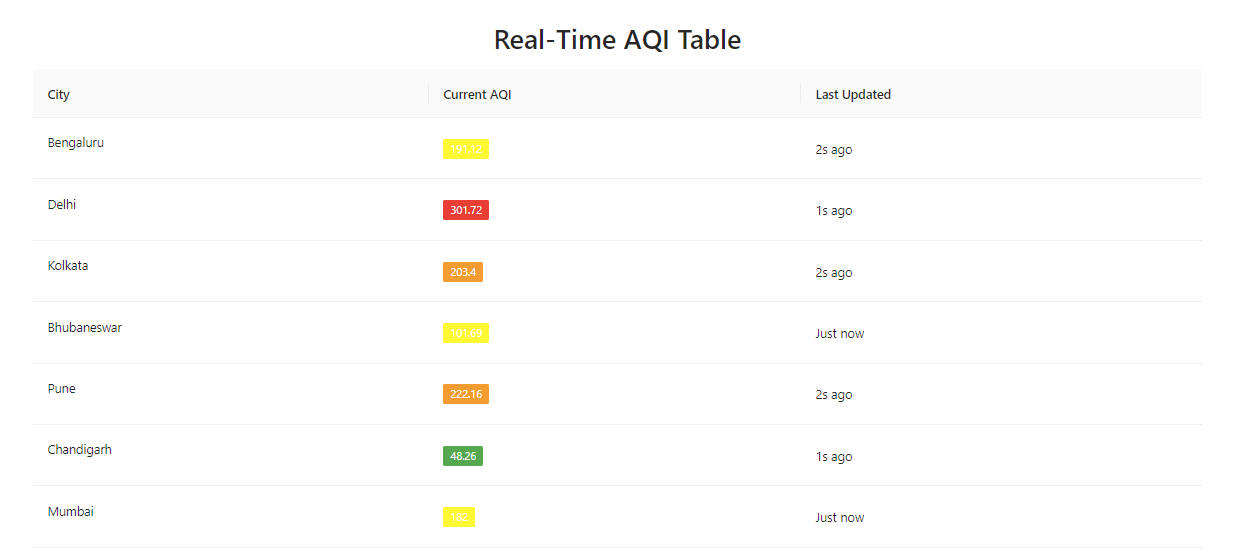 Real-Time AQI Table
City Current AQI Last Updated
Bengaluru 191.12 2s ago
Delhi 301.72 1s ago
Kolkata 203.4 2s ago
Bhubaneswar 101.69 Just now
Pune 222.16 2s ago
Chandigarh 48.26 1s ago
Mumbai 182 Just now